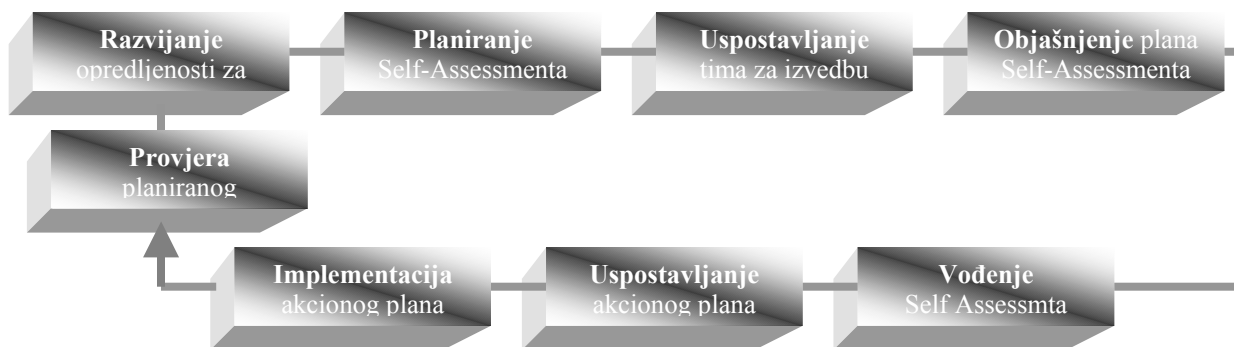 Razvijanje
opredljenosti za
Planiranje
Self-Assessmenta
Uspostavljanje
tima za izvedbu
Objašnjenje plana
Self-Assessmenta
Provjera
planiranog
Implementacija
akcionog plana
Uspostavljanje
akcionog plana
Vođenje
Self Assessmta